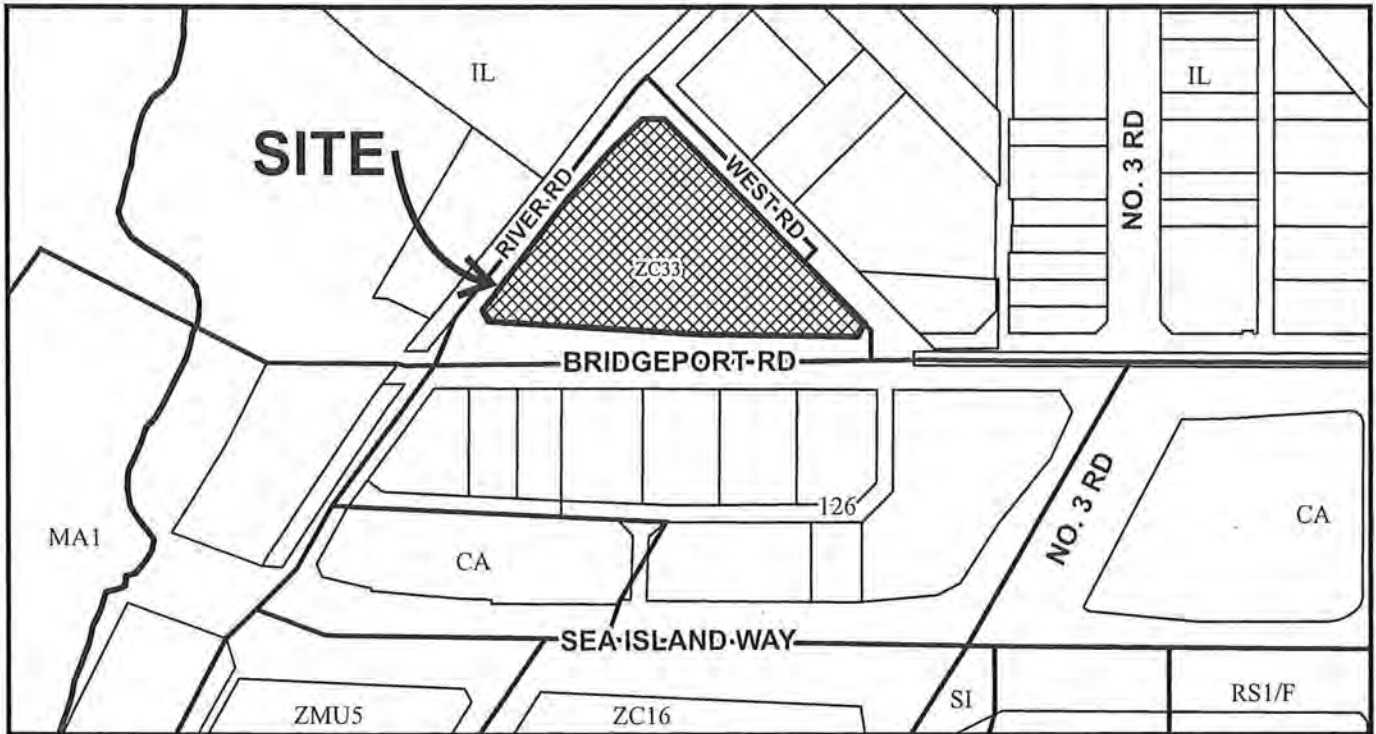 IL
IL
SITE
RIVER RD
WEST RD
NO. 3 RD
ZC33
BRIDGEPORT RD
126
NO. 3 RD
MA1
CA
CA
SEA ISLAND WAY
ZMU5
ZC16
SI
RS1/F